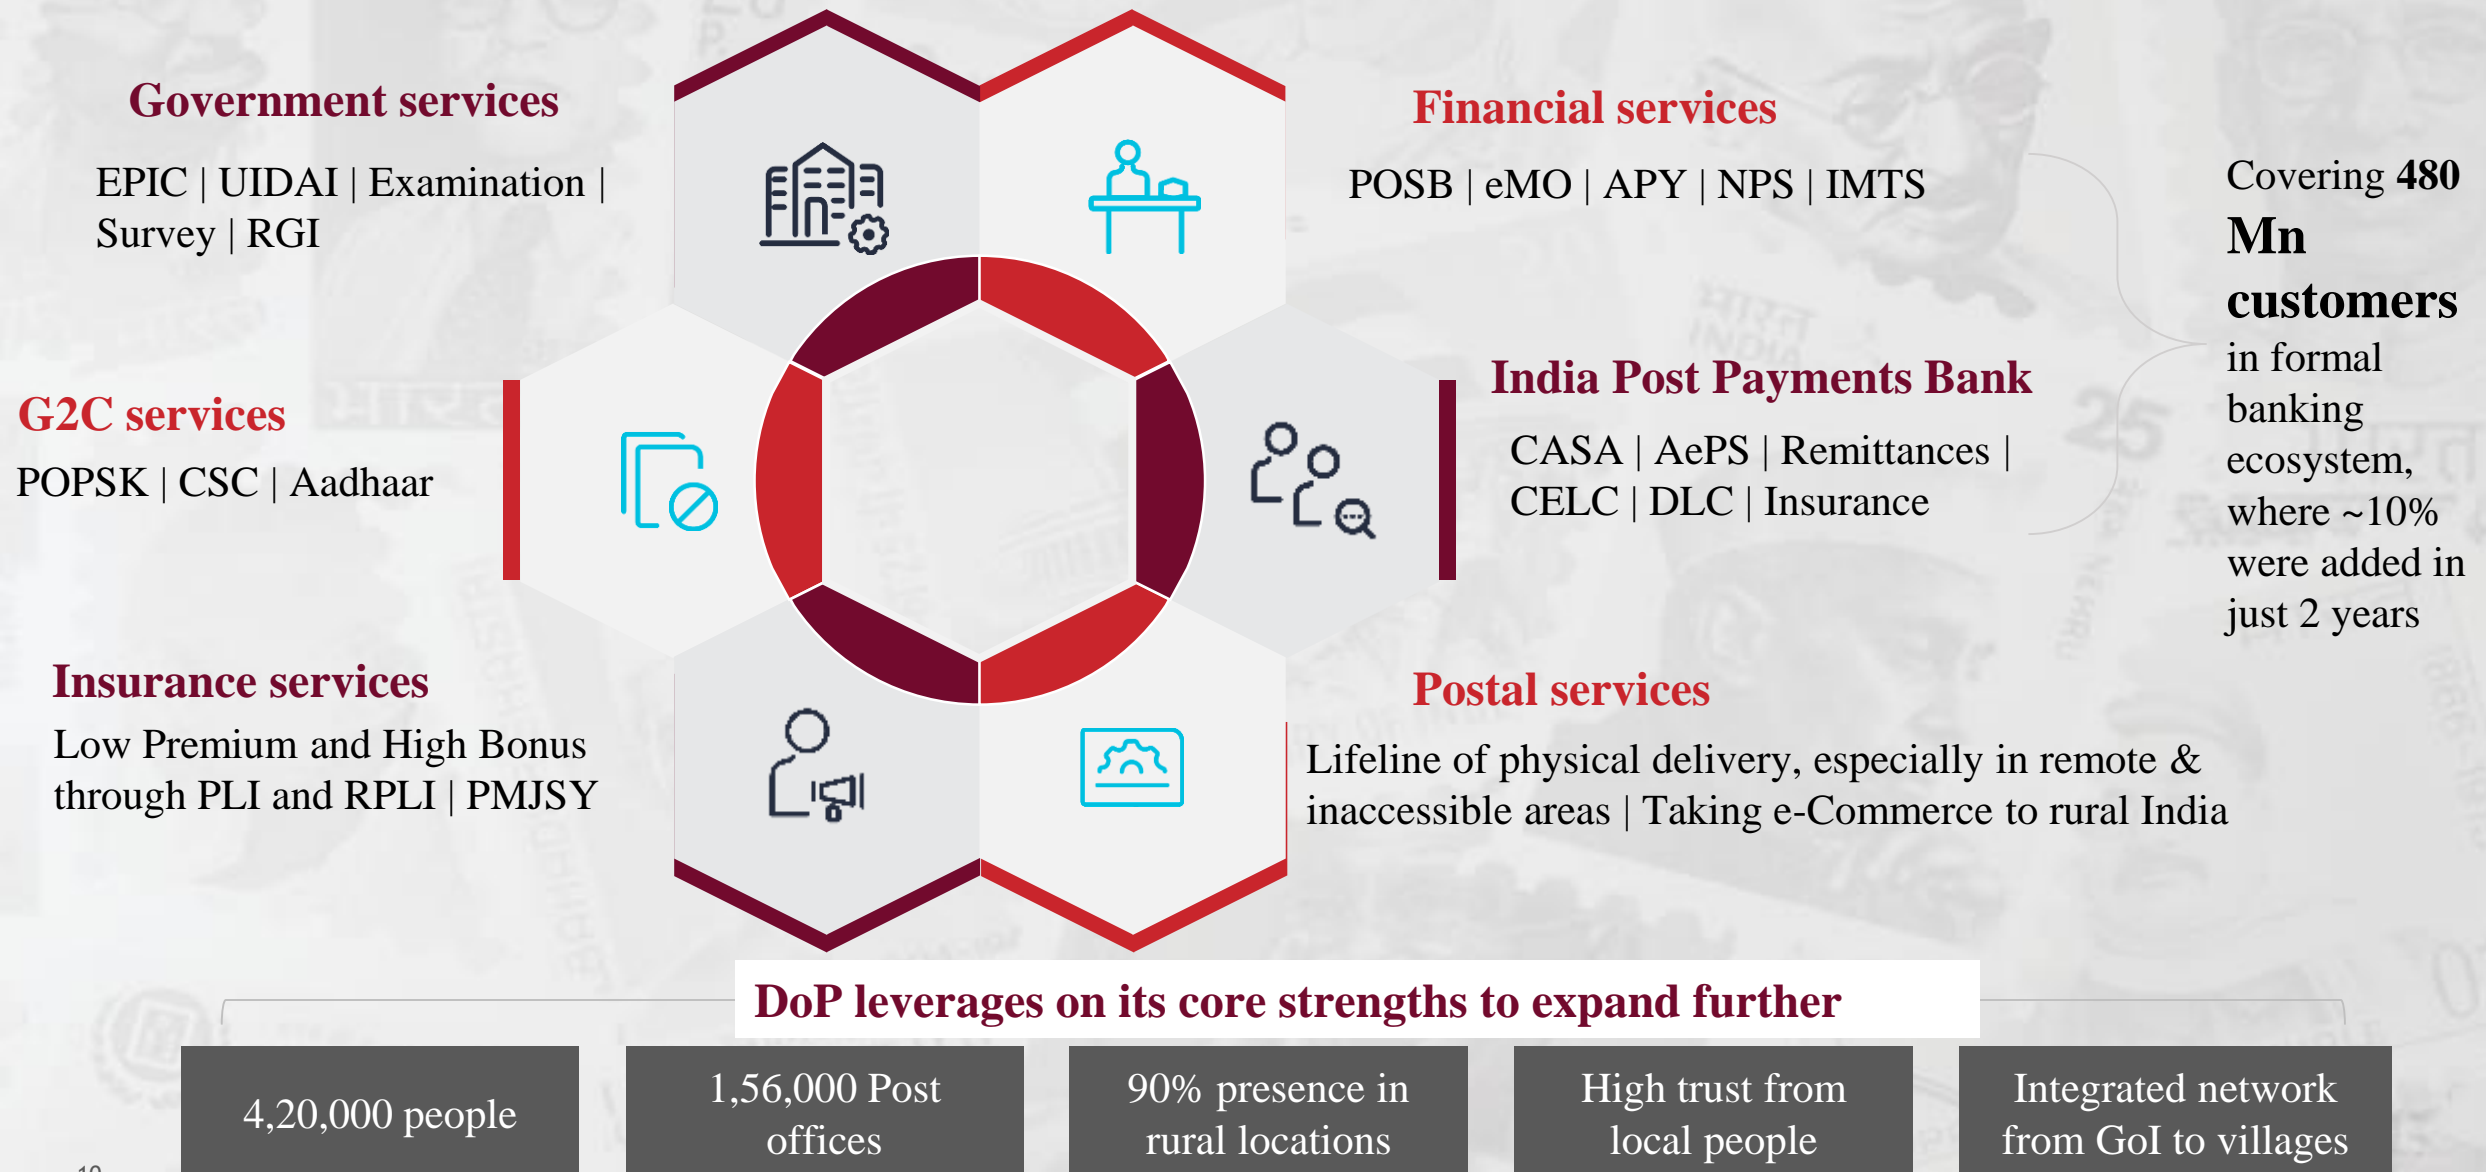 Government services
EPIC | UIDAI | Examination |
Survey | RGI
Financial services
POSB | eMO | APY | NPS | IMTS
Covering 480
Mn
customers
in formal
banking
ecosystem,
where ~10%
were added in
just 2 years
G2C services
POPSK | CSC | Aadhaar
India Post Payments Bank
CASA | AePS | Remittances |
CELC | DLC | Insurance
Insurance services
Low Premium and High Bonus
through PLI and RPLI | PMJSY
Postal services
Lifeline of physical delivery, especially in remote &
inaccessible areas | Taking e-Commerce to rural India
DoP leverages on its core strengths to expand further
4,20,000 people
1,56,000 Post
offices
90% presence in
rural locations
High trust from
local people
Integrated network
from GoI to villages
भारत
INDIA
25